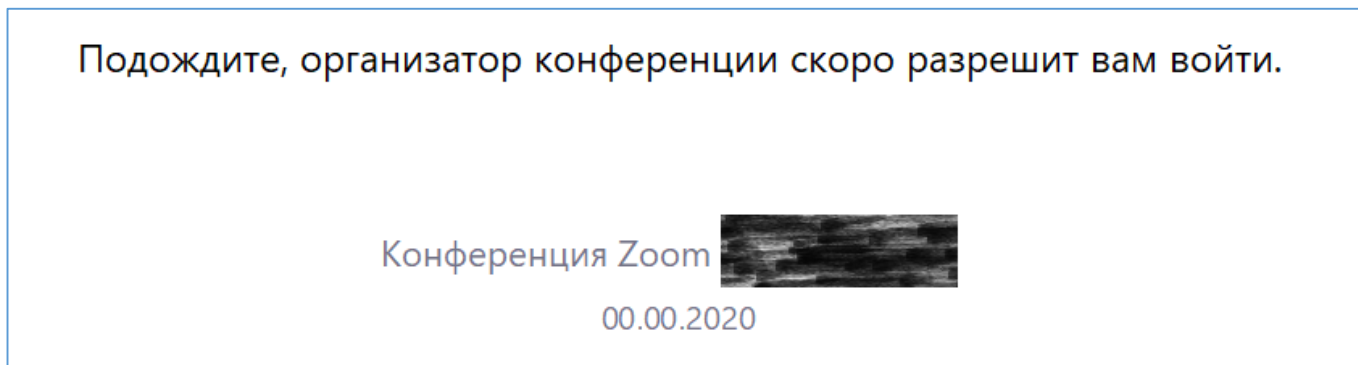 Подождите, организатор конференции скоро разрешит вам войти.
Конференция Zoom
00.00.2020